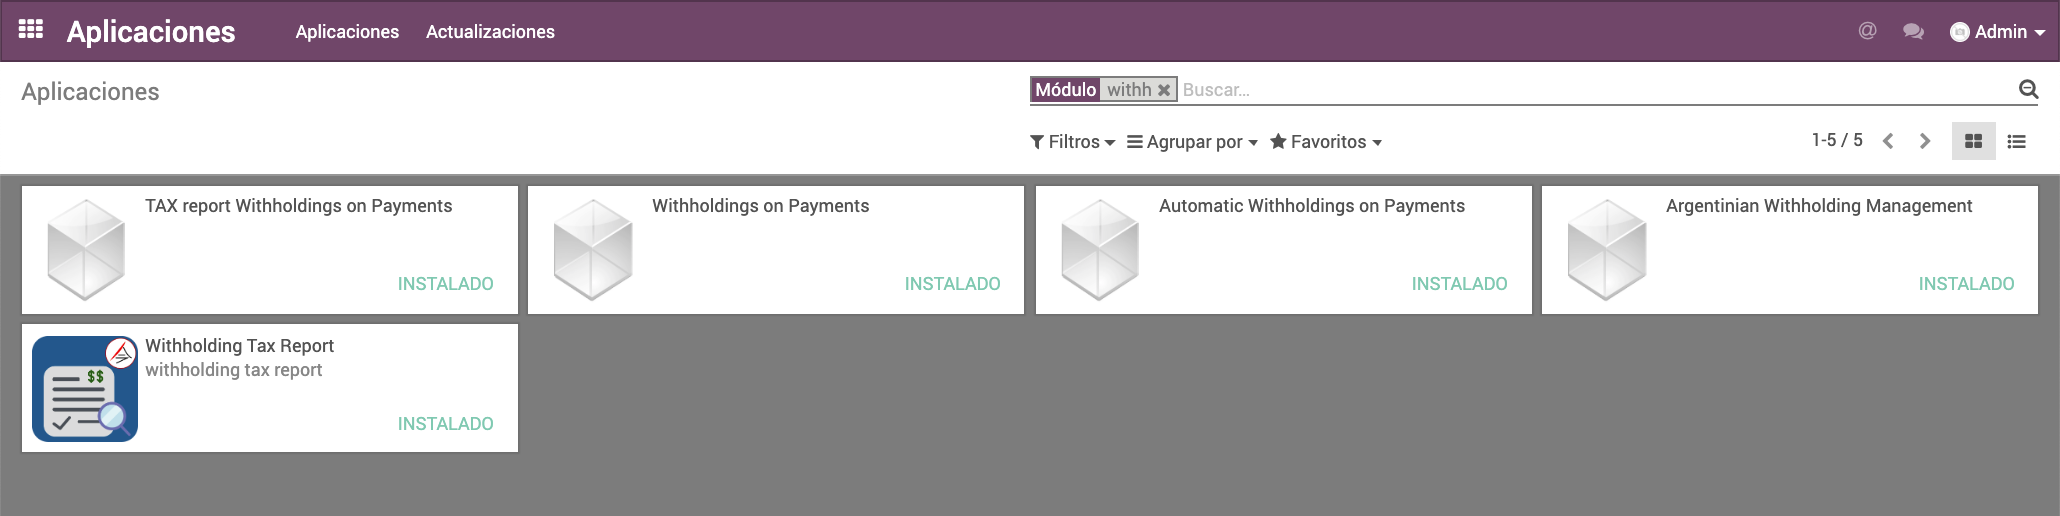 Aplicaciones Aplicaciones Actualizaciones @ Admin
Aplicaciones
Módulo withh Buscar...
Filtros Agrupar por Favoritos 1-5 / 5
TAX report Withholdings on Payments
INSTALADO
Withholdings on Payments
INSTALADO
Automatic Withholdings on Payments
INSTALADO
Argentinian Withholding Management
INSTALADO
$$
Withholding Tax Report
withholding tax report
INSTALADO